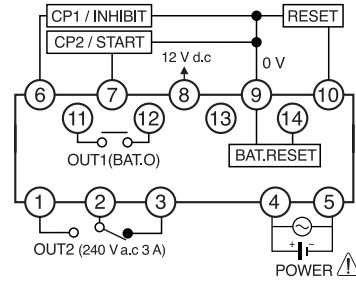 CP1 / INHIBIT
RESET
CP2 / START
12 V d.c
0 V
6
7
8
9
10
11
12
13
14
OUT1(BAT.O)
BAT.RESET
1
2
3
4
5
OUT2 (240 V a.c 3 A)
+ −
POWER